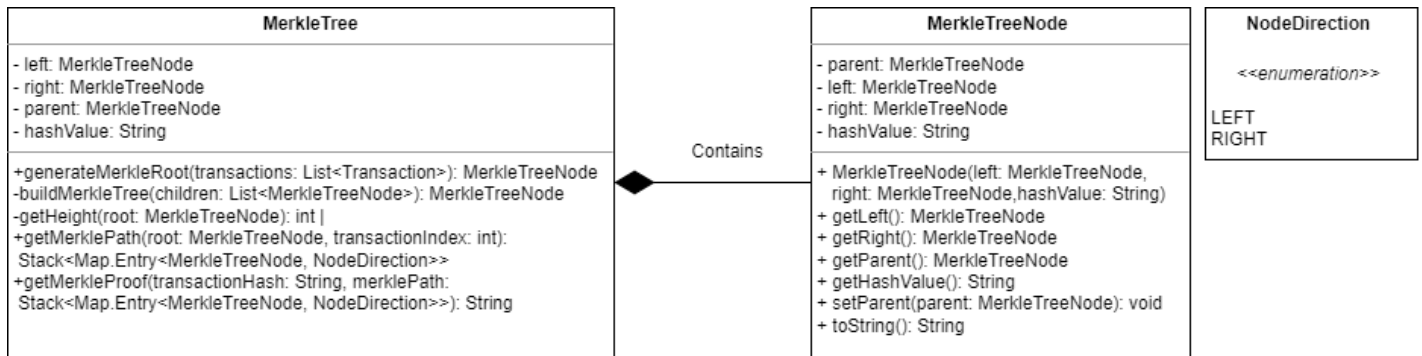 MerkleTree
- left: MerkleTreeNode
- right: MerkleTreeNode
- parent: MerkleTreeNode
- hashValue: String
+generateMerkleRoot(transactions: List<Transaction>): MerkleTreeNode
-buildMerkleTree(children: List<MerkleTreeNode>): MerkleTreeNode
-getHeight(root: MerkleTreeNode): int |
+getMerklePath(root: MerkleTreeNode, transactionIndex: int):
Stack<Map.Entry<MerkleTreeNode, NodeDirection>>
+getMerkleProof(transactionHash: String, merklePath:
Stack<Map.Entry<MerkleTreeNode, NodeDirection>>): String
Contains
MerkleTreeNode
- parent: MerkleTreeNode
- left: MerkleTreeNode
- right: MerkleTreeNode
- hashValue: String
+ MerkleTreeNode(left: MerkleTreeNode,
right: MerkleTreeNode,hashValue: String)
+ getLeft(): MerkleTreeNode
+ getRight(): MerkleTreeNode
+ getParent(): MerkleTreeNode
+ getHashValue(): String
+ setParent(parent: MerkleTreeNode): void
+ toString(): String
NodeDirection
<<enumeration>>
LEFT
RIGHT